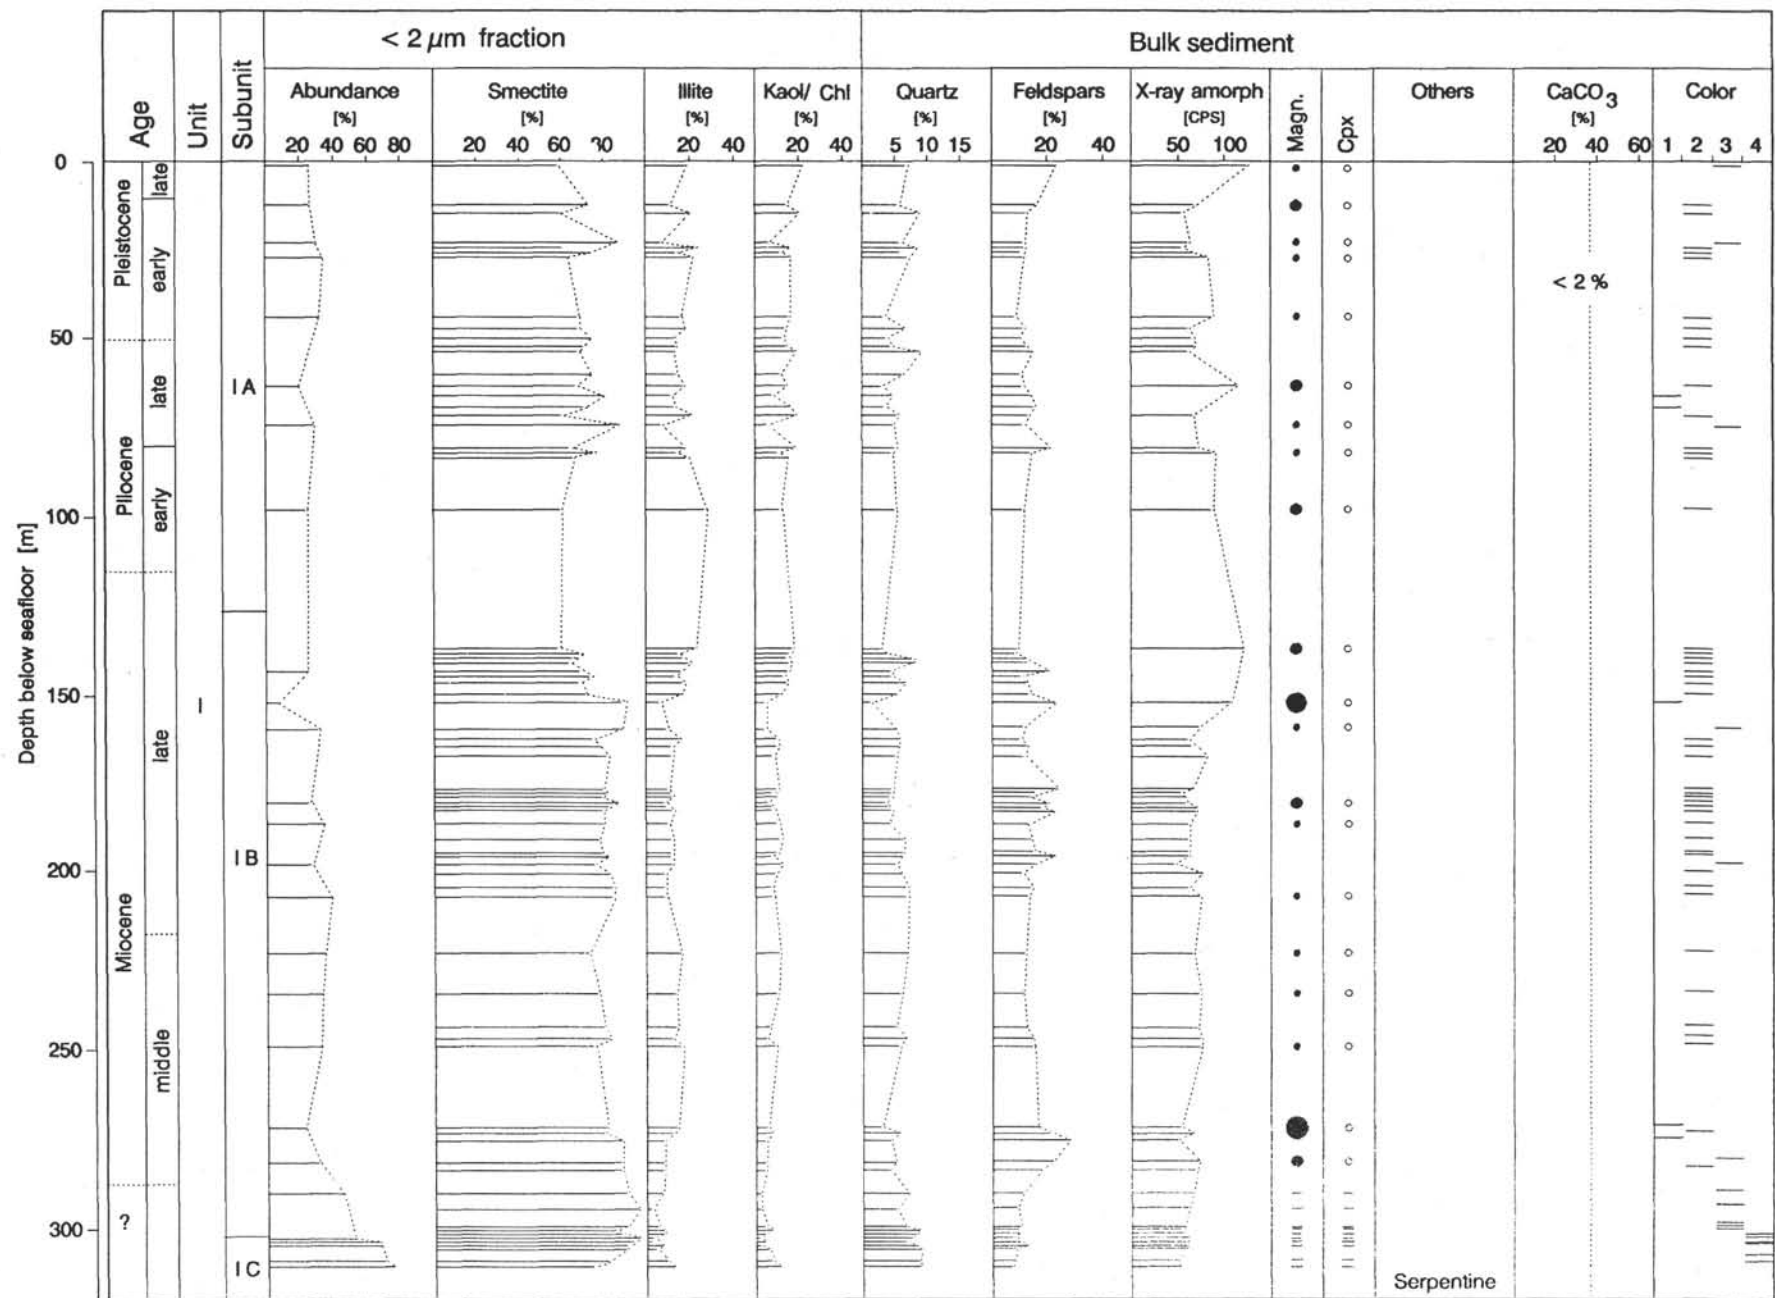 < 2 µm fraction
Bulk sediment
Age
Unit
Subunit
Abundance
[%]
20 40 60 80
Smectite
[%]
20 40 60 70
Illite
[%]
20 40
Kaol/ Chl
[%]
20 40
Quartz
[%]
5 10 15
Feldspars
[%]
20 40
X-ray amorph
[CPS]
50 100
Magn.
Cpx
Others
CaCO3
[%]
20 40 60
Color
1 2 3 4
Depth below seafloor [m]
0
50
100
150
200
250
300
Pleistocene
late
early
Pliocene
late
early
Miocene
late
middle
?
I
I A
I B
I C
< 2 %
Serpentine